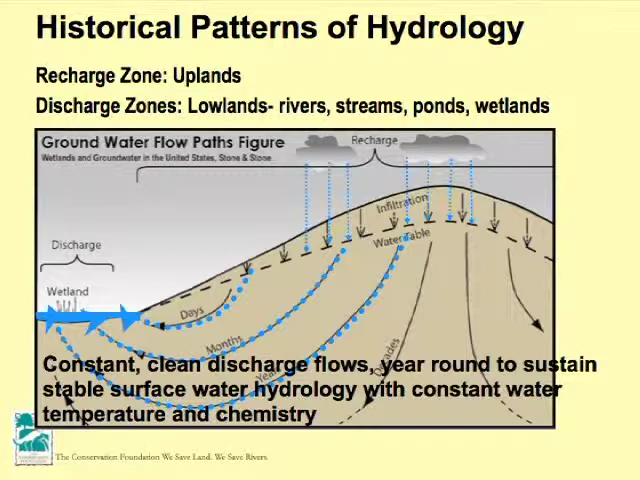 Historical Patterns of Hydrology
Recharge Zone: Uplands
Discharge Zones: Lowlands- rivers, streams, ponds, wetlands
Ground Water Flow Paths Figure
Wetlands and Groundwater in the United States, Stone & Stone
Recharge
Infiltration
Water Table
Discharge
Wetland
Days
Months
Years
Decades
Constant, clean discharge flows, year round to sustain
stable surface water hydrology with constant water
temperature and chemistry
The Conservation Foundation We Save Land. We Save Rivers.